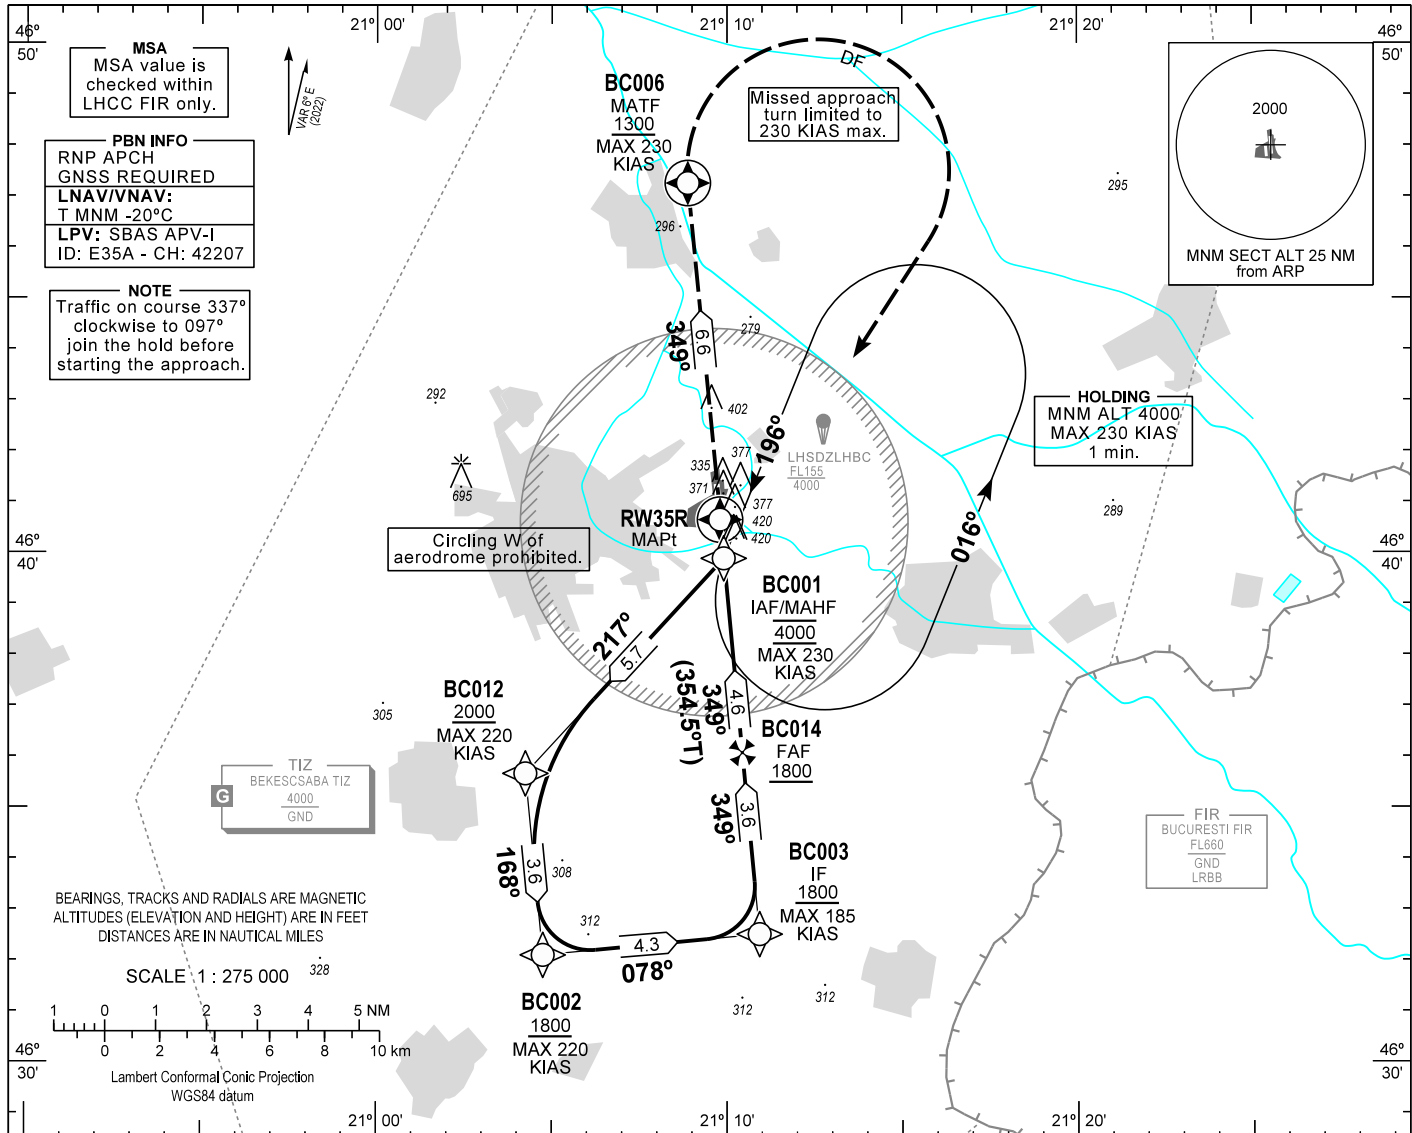 21° 00'
21° 10'
21° 20'
46°
50'
46°
50'
MSA
MSA value is
checked within
LHCC FIR only.
VAR 6° E
(2022)
PBN INFO
RNP APCH
GNSS REQUIRED
LNAV/VNAV:
T MNM -20°C
LPV: SBAS APV-I
ID: E35A - CH: 42207
NOTE
Traffic on course 337°
clockwise to 097°
join the hold before
starting the approach.
BC006
MATF
1300
MAX 230
KIAS
DF
Missed approach
turn limited to
230 KIAS max.
2000
MNM SECT ALT 25 NM
from ARP
295
296
279
349°
6.6
292
402
695
335
377
371
377
420
420
196°
LHSDZLHBC
FL155
4000
HOLDING
MNM ALT 4000
MAX 230 KIAS
1 min.
289
016°
RW35R
MAPt
Circling W of
aerodrome prohibited.
46°
40'
46°
40'
BC001
IAF/MAHF
4000
MAX 230
KIAS
217°
5.7
349°
(354.5°T)
4.6
BC012
2000
MAX 220
KIAS
305
BC014
FAF
1800
TIZ
BEKESCSABA TIZ
4000
GND
G
349°
3.6
FIR
BUCURESTI FIR
FL660
GND
LRBB
168°
3.6
308
BC003
IF
1800
MAX 185
KIAS
BEARINGS, TRACKS AND RADIALS ARE MAGNETIC
ALTITUDES (ELEVATION AND HEIGHT) ARE IN FEET
DISTANCES ARE IN NAUTICAL MILES
312
4.3
078°
SCALE 1 : 275 000
328
312
312
BC002
1800
MAX 220
KIAS
1 0 1 2 3 4 5 NM
0 2 4 6 8 10 km
Lambert Conformal Conic Projection
WGS84 datum
46°
30'
46°
30'
21° 00'
21° 10'
21° 20'